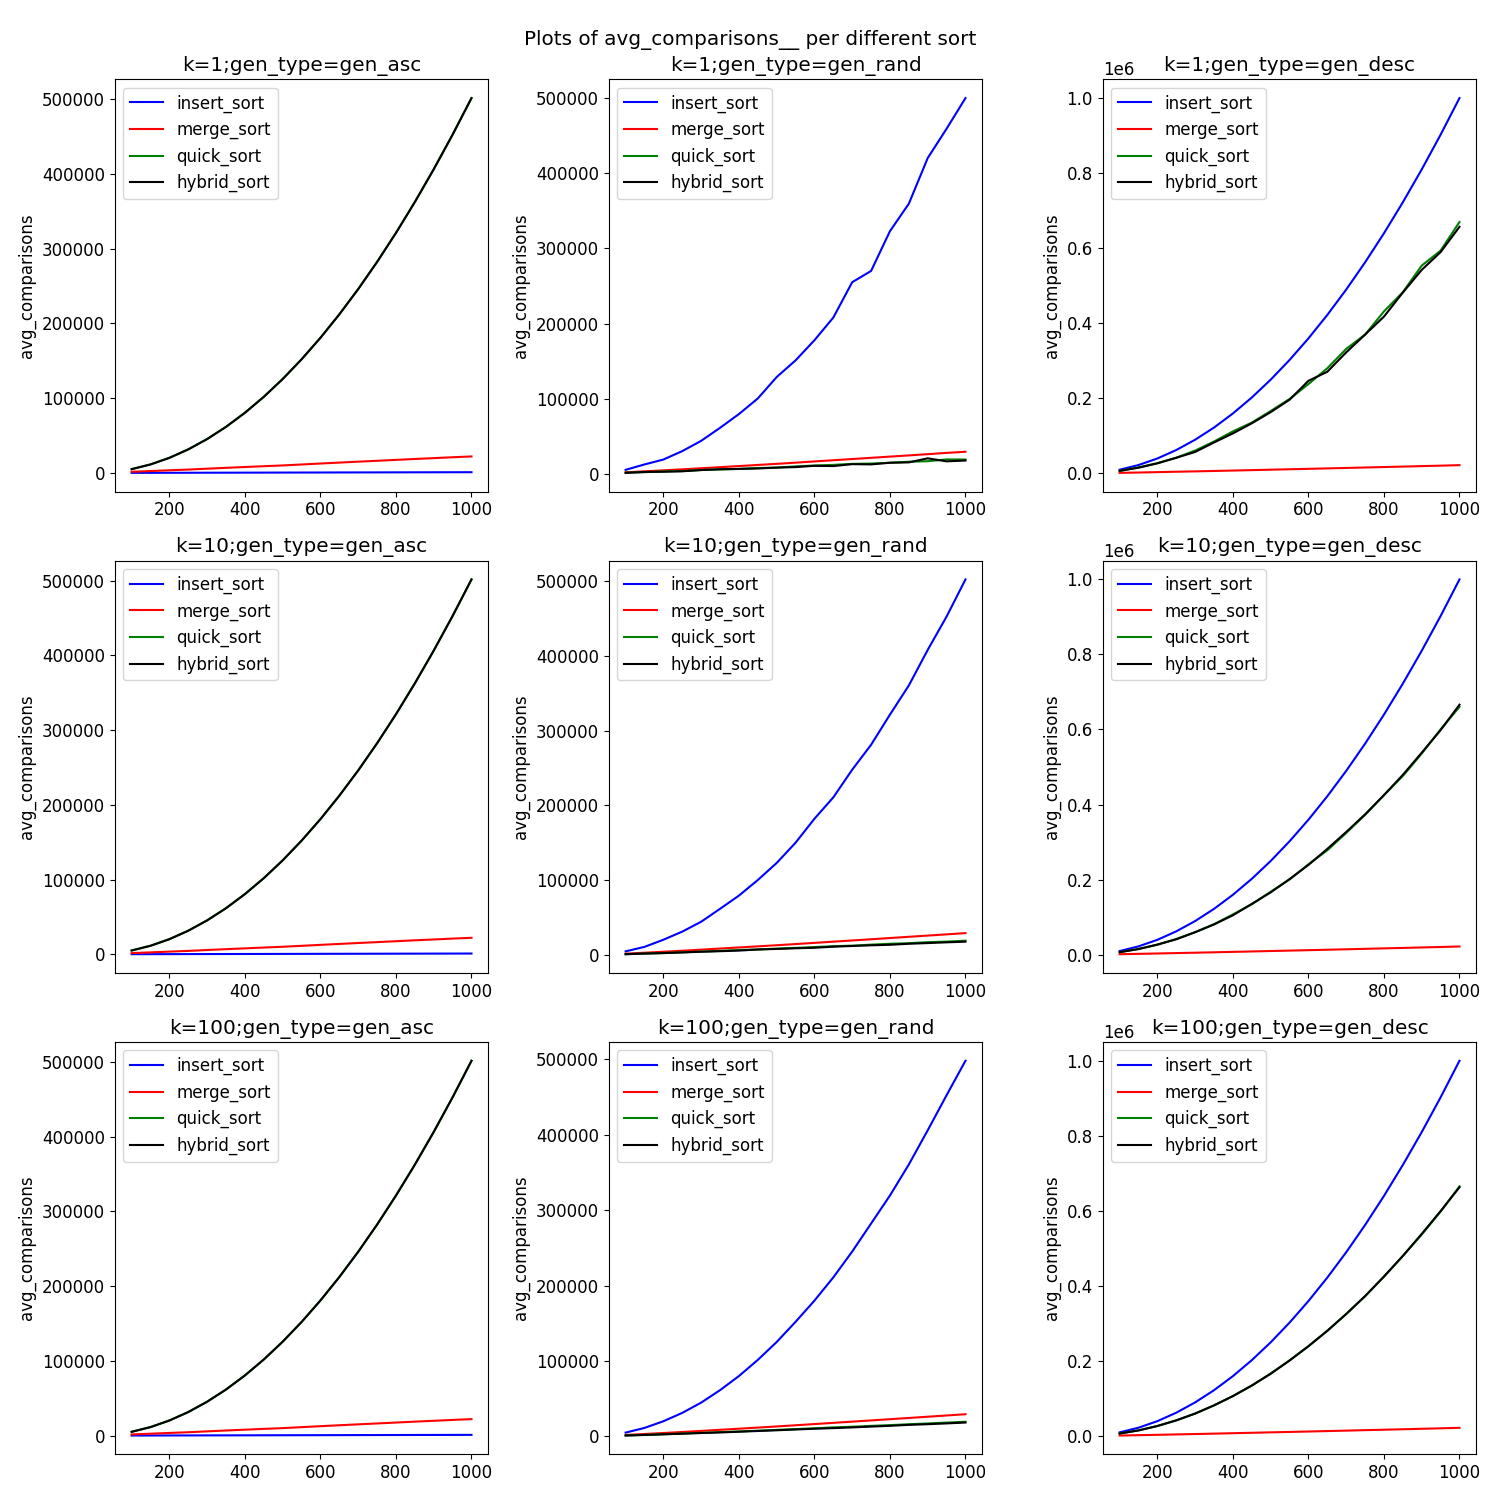 Plots of avg_comparisons__ per different sort
k=1;gen_type=gen_asc
avg_comparisons
500000
400000
300000
200000
100000
0
insert_sort
merge_sort
quick_sort
hybrid_sort
200 400 600 800 1000
k=1;gen_type=gen_rand
avg_comparisons
500000
400000
300000
200000
100000
0
insert_sort
merge_sort
quick_sort
hybrid_sort
200 400 600 800 1000
1e6
k=1;gen_type=gen_desc
avg_comparisons
1.0
0.8
0.6
0.4
0.2
0.0
insert_sort
merge_sort
quick_sort
hybrid_sort
200 400 600 800 1000
k=10;gen_type=gen_asc
avg_comparisons
500000
400000
300000
200000
100000
0
insert_sort
merge_sort
quick_sort
hybrid_sort
200 400 600 800 1000
k=10;gen_type=gen_rand
avg_comparisons
500000
400000
300000
200000
100000
0
insert_sort
merge_sort
quick_sort
hybrid_sort
200 400 600 800 1000
1e6
k=10;gen_type=gen_desc
avg_comparisons
1.0
0.8
0.6
0.4
0.2
0.0
insert_sort
merge_sort
quick_sort
hybrid_sort
200 400 600 800 1000
k=100;gen_type=gen_asc
avg_comparisons
500000
400000
300000
200000
100000
0
insert_sort
merge_sort
quick_sort
hybrid_sort
200 400 600 800 1000
k=100;gen_type=gen_rand
avg_comparisons
500000
400000
300000
200000
100000
0
insert_sort
merge_sort
quick_sort
hybrid_sort
200 400 600 800 1000
1e6
k=100;gen_type=gen_desc
avg_comparisons
1.0
0.8
0.6
0.4
0.2
0.0
insert_sort
merge_sort
quick_sort
hybrid_sort
200 400 600 800 1000